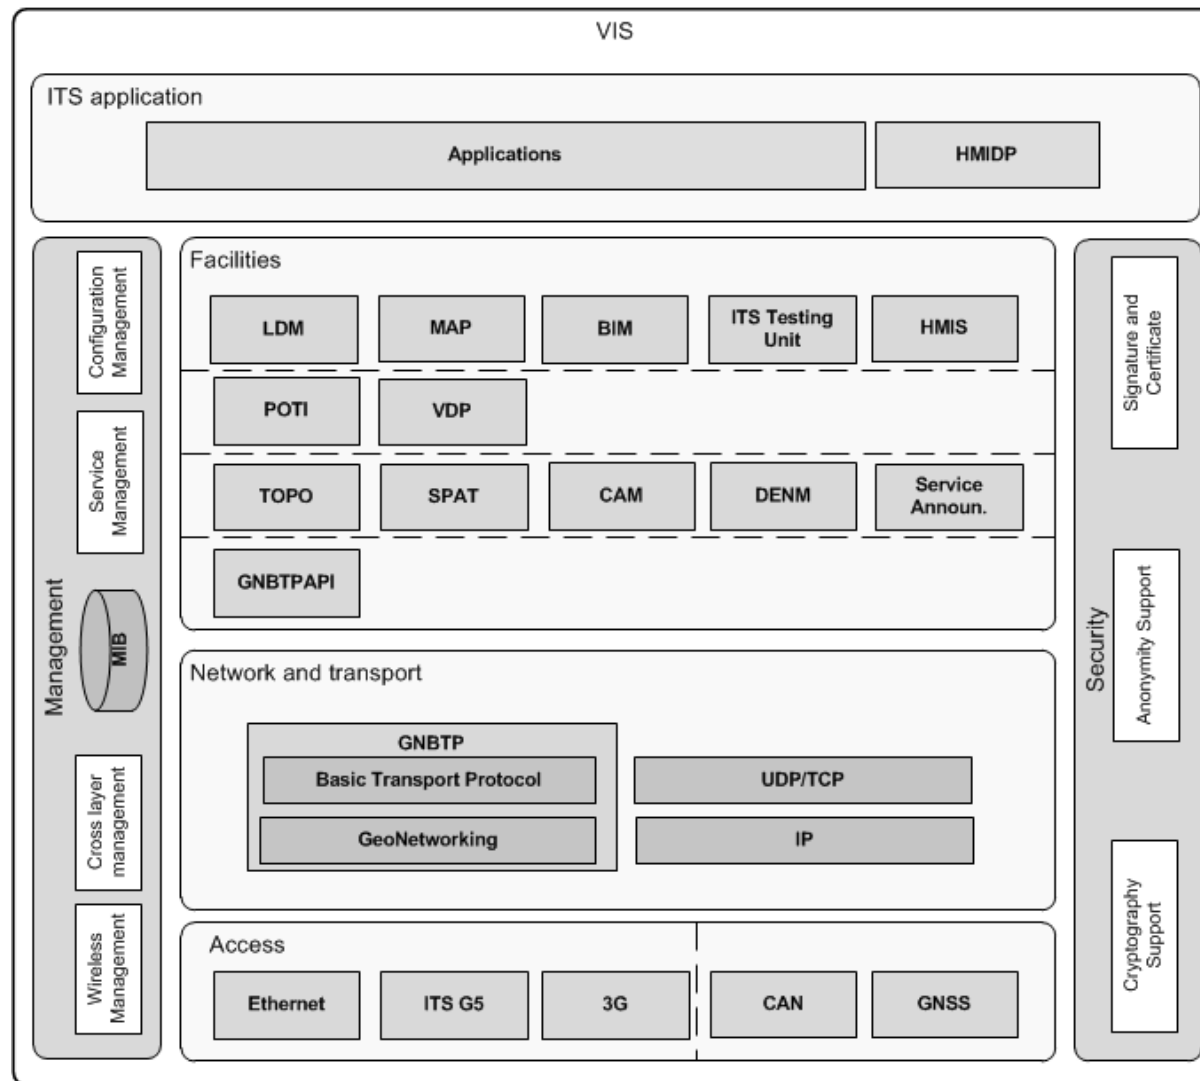 VIS
ITS application
Applications
HMIDP
Configuration
Management
Service
Management
Management
MIB
Cross layer
management
Wireless
Management
Facilities
LDM
MAP
BIM
ITS Testing
Unit
HMIS
POTI
VDP
TOPO
SPAT
CAM
DENM
Service
Announ.
GNBTPAPI
Network and transport
GNBTP
Basic Transport Protocol
GeoNetworking
UDP/TCP
IP
Access
Ethernet
ITS G5
3G
CAN
GNSS
Signature and
Certificate
Security
Anonymity Support
Cryptography
Support